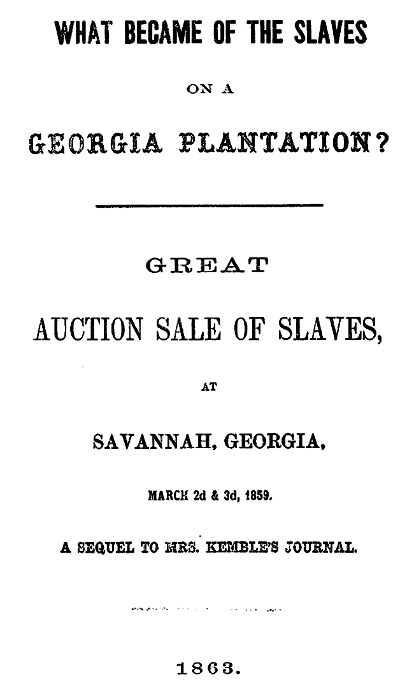 WHAT BECAME OF THE SLAVES
ON A
GEORGIA PLANTATION?
GREAT
AUCTION SALE OF SLAVES,
AT
SAVANNAH, GEORGIA,
MARCH 2d & 3d, 1859.
A SEQUEL TO MRS. KEMBLE'S JOURNAL.
1863.